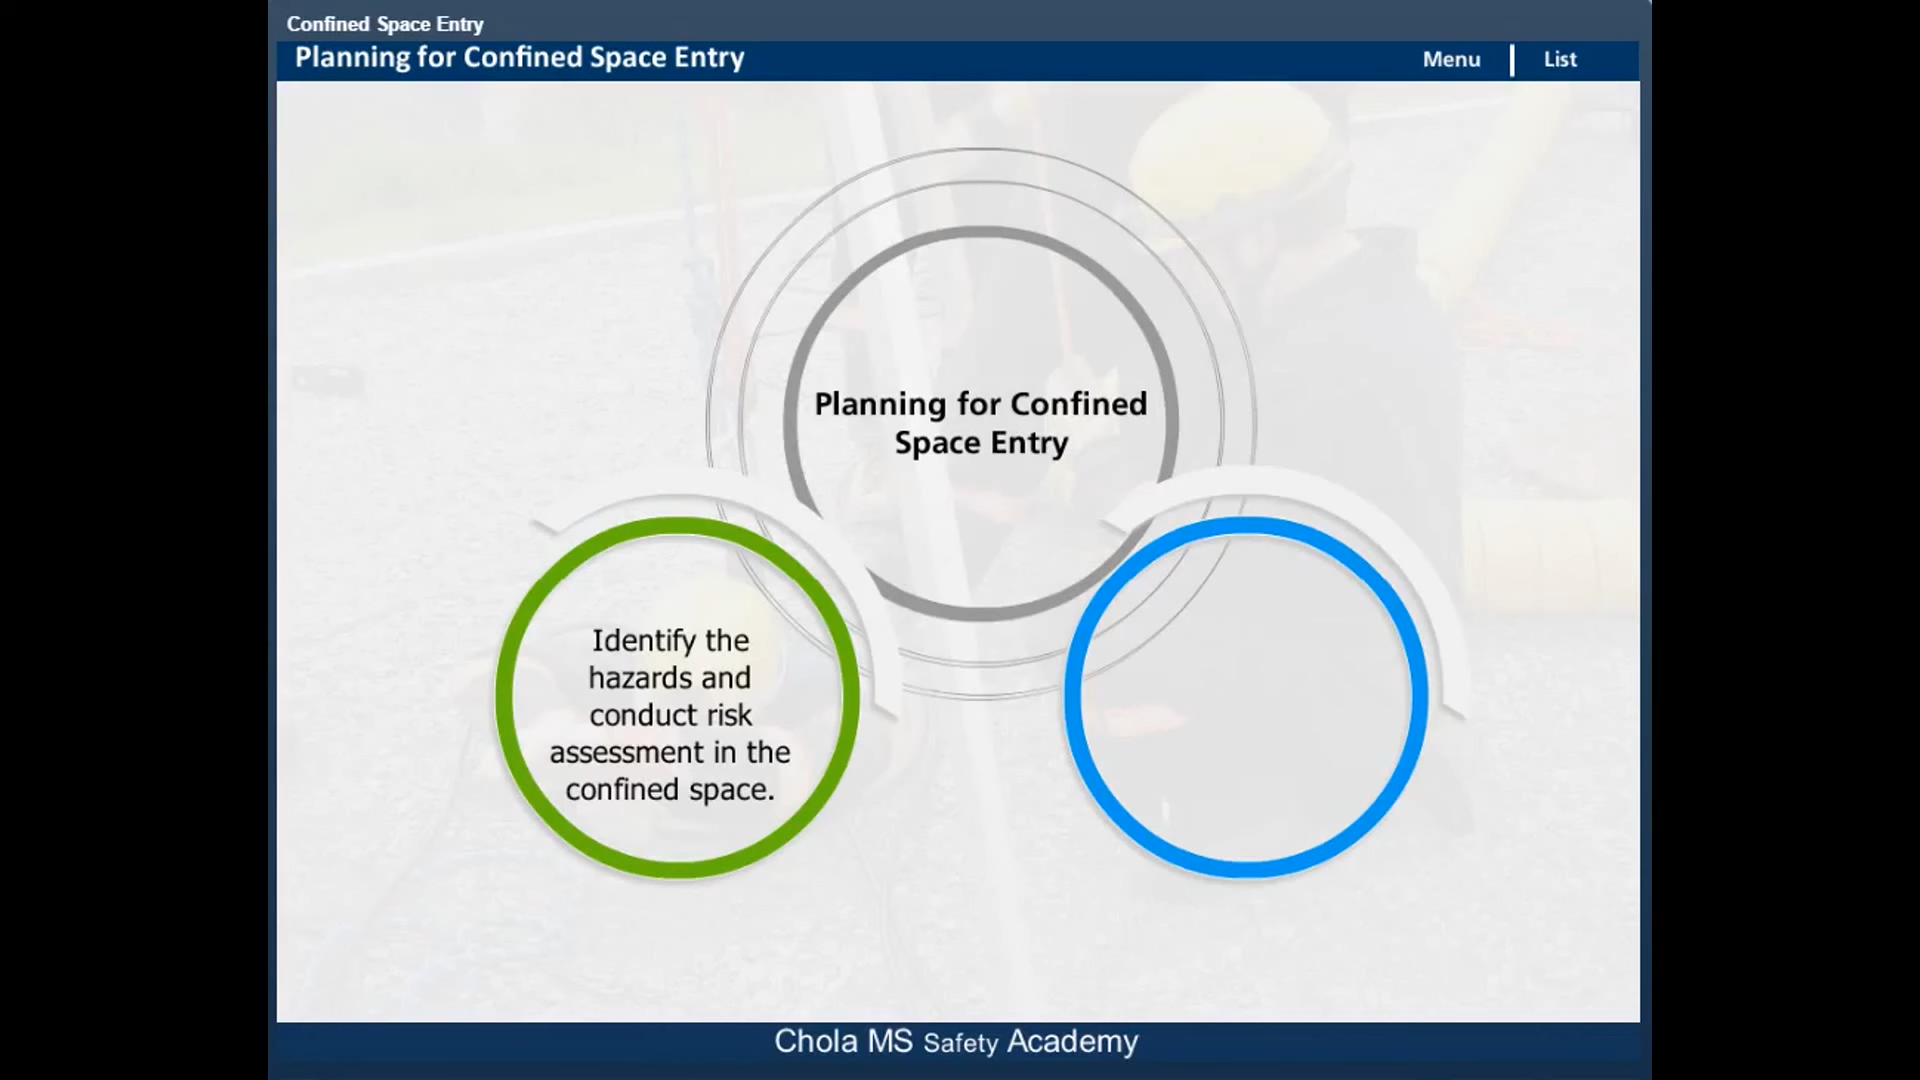 Confined Space Entry
Planning for Confined Space Entry
Menu
List
Planning for Confined
Space Entry
Identify the
hazards and
conduct risk
assessment in the
confined space.
Chola MS Safety Academy